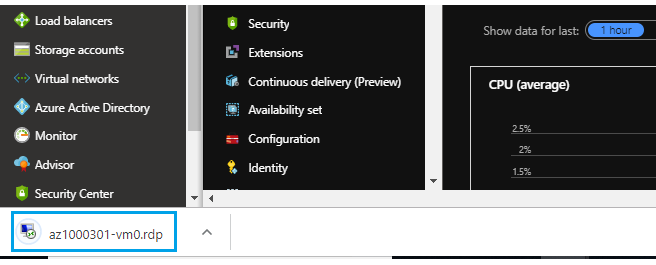 Load balancers
Storage accounts
Virtual networks
Azure Active Directory
Monitor
Advisor
Security Center
Security
Extensions
Continuous delivery (Preview)
Availability set
Configuration
Identity
Show data for last: 1 hour
CPU (average)
2.5%
2%
1.5%
az1000301-vm0.rdp